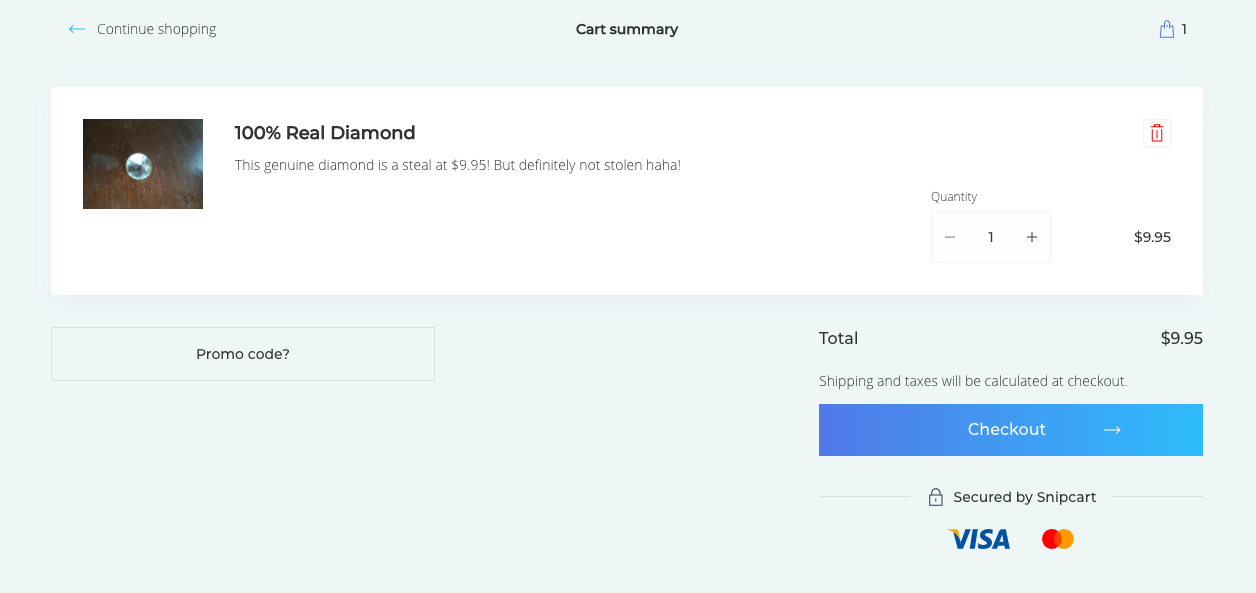 Continue shopping
Cart summary
1
100% Real Diamond
This genuine diamond is a steal at $9.95! But definitely not stolen haha!
Quantity
1
$9.95
Promo code?
Total
$9.95
Shipping and taxes will be calculated at checkout.
Checkout
Secured by Snipcart
VISA